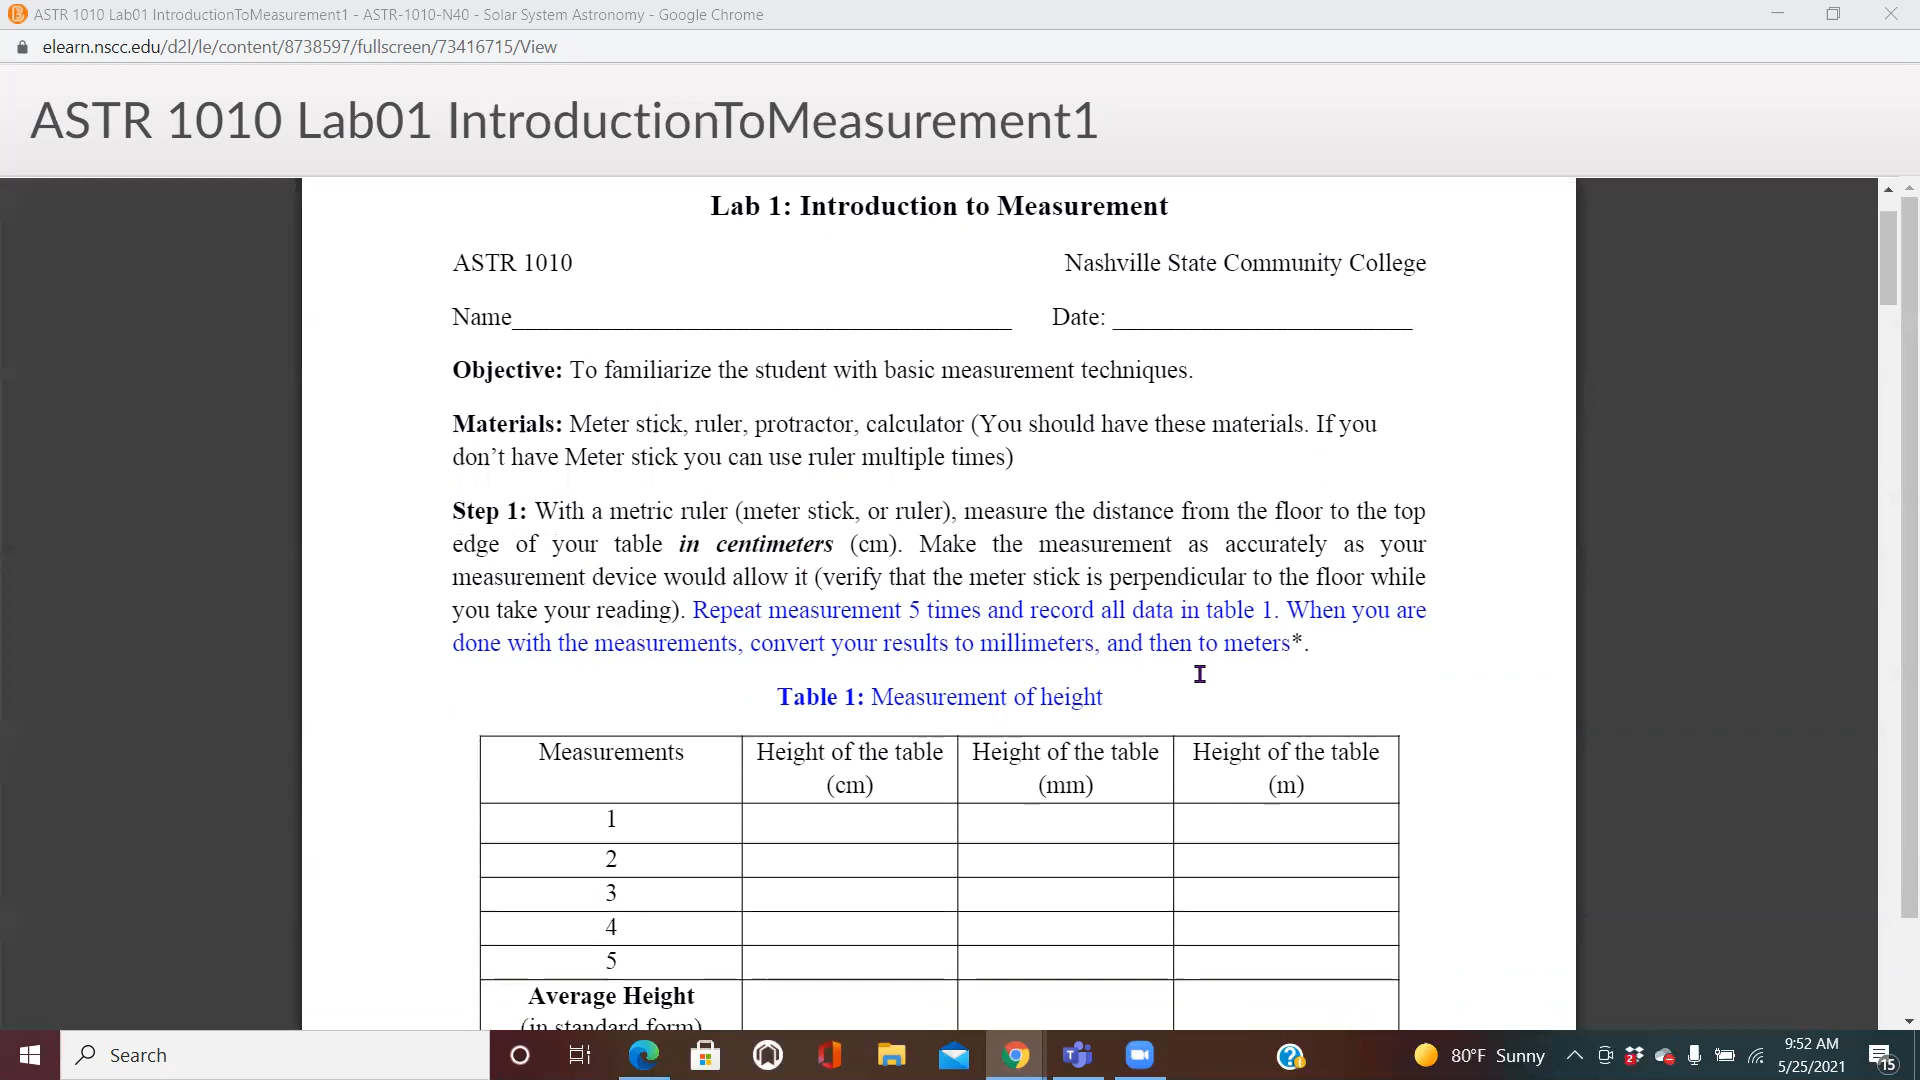 ASTR 1010 Lab01 IntroductionToMeasurement1 - ASTR-1010-N40 - Solar System Astronomy - Google Chrome
elearn.nscc.edu/d2l/le/content/8738597/fullscreen/73416715/View
ASTR 1010 Lab01 IntroductionToMeasurement1
Lab 1: Introduction to Measurement
ASTR 1010 Nashville State Community College
Name________________________________________ Date: ________________________
Objective: To familiarize the student with basic measurement techniques.
Materials: Meter stick, ruler, protractor, calculator (You should have these materials. If you
don’t have Meter stick you can use ruler multiple times)
Step 1: With a metric ruler (meter stick, or ruler), measure the distance from the floor to the top
edge of your table in centimeters (cm). Make the measurement as accurately as your
measurement device would allow it (verify that the meter stick is perpendicular to the floor while
you take your reading). Repeat measurement 5 times and record all data in table 1. When you are
done with the measurements, convert your results to millimeters, and then to meters*.
Table 1: Measurement of height
Measurements Height of the table Height of the table Height of the table
(cm) (mm) (m)
1
2
3
4
5
Average Height
(in standard form)
Search 80°F Sunny 2 9:52 AM
5/25/2021 15